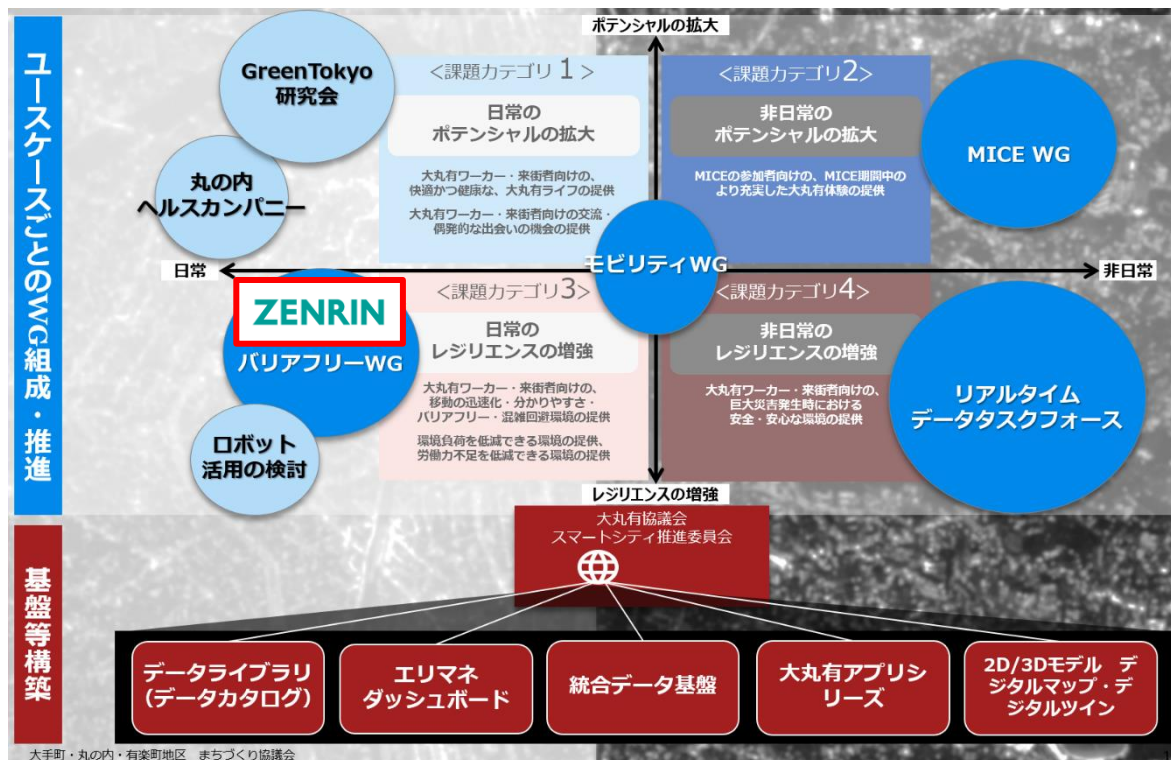 ユースケースごとのWG組成・推進
ポテンシャルの拡大
GreenTokyo
研究会
丸の内
ヘルスカンパニー
<課題カテゴリ1>
日常の
ポテンシャルの拡大
大丸有ワーカー・来街者向けの、
快適かつ健康な、大丸有ライフの提供
大丸有ワーカー・来街者向けの交流・
偶発的な出会いの機会の提供
<課題カテゴリ2>
非日常の
ポテンシャルの拡大
MICEの参加者向けの、MICE期間中の
より充実した大丸有体験の提供
MICE WG
日常
モビリティWG
非日常
ZENRIN
バリアフリーWG
ロボット
活用の検討
<課題カテゴリ3>
日常の
レジリエンスの増強
大丸有ワーカー・来街者向けの、
移動の迅速化・分かりやすさ・
バリアフリー・混雑回避環境の提供
環境負荷を低減できる環境の提供、
労働力不足を低減できる環境の提供
<課題カテゴリ4>
非日常の
レジリエンスの増強
大丸有ワーカー・来街者向けの、
巨大災害発生時における
安全・安心な環境の提供
リアルタイム
データタスクフォース
レジリエンスの増強
基盤等構築
大丸有協議会
スマートシティ推進委員会
データライブラリ
(データカタログ)
エリマネ
ダッシュボード
統合データ基盤
大丸有アプリシ
リーズ
2D/3Dモデル デ
ジタルマップ・デ
ジタルツイン
大手町・丸の内・有楽町地区 まちづくり協議会